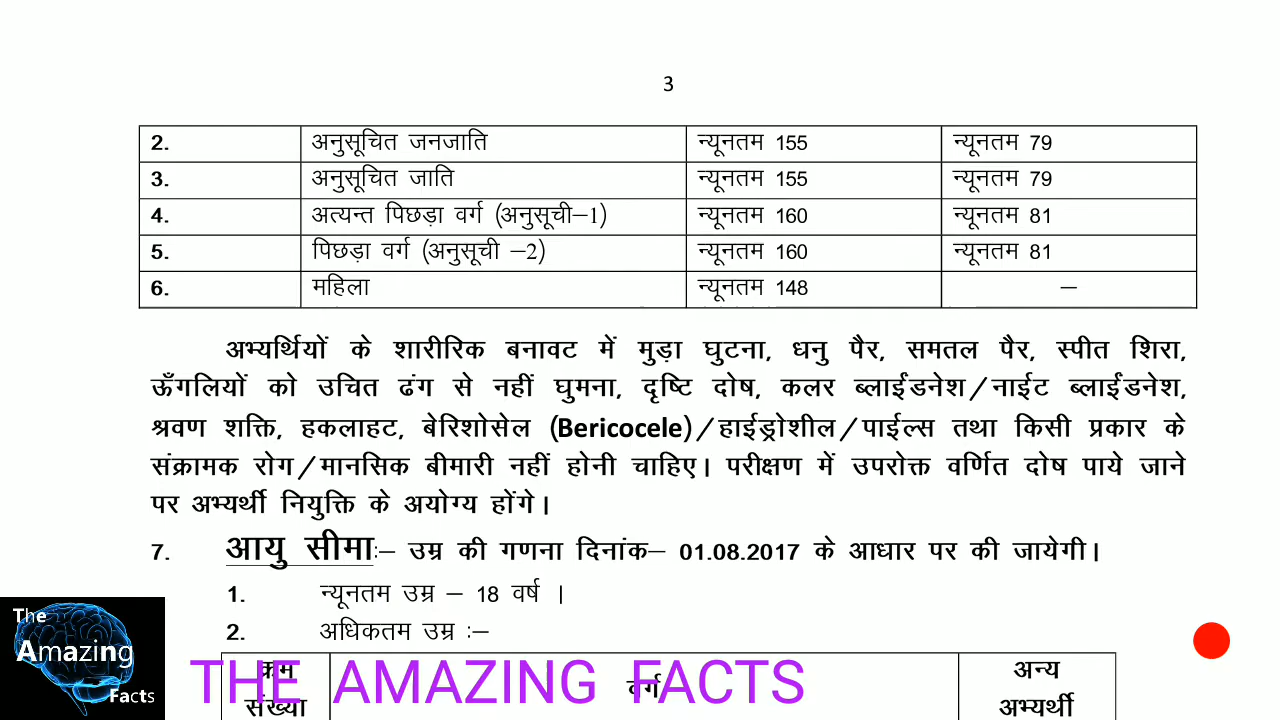 3
2. अनुसूचित जनजाति न्यूनतम 155 न्यूनतम 79
3. अनुसूचित जाति न्यूनतम 155 न्यूनतम 79
4. अत्यन्त पिछड़ा वर्ग (अनुसूची–1) न्यूनतम 160 न्यूनतम 81
5. पिछड़ा वर्ग (अनुसूची –2) न्यूनतम 160 न्यूनतम 81
6. महिला न्यूनतम 148 –
अभ्यर्थियों के शारीरिक बनावट में मुड़ा घुटना, धनु पैर, समतल पैर, स्पीत शिरा,
ऊँगलियों को उचित ढंग से नहीं घुमना, दृष्टि दोष, कलर ब्लाईंडनेश/नाईट ब्लाईंडनेश,
श्रवण शक्ति, हकलाहट, बेरिशोसेल (Bericocele)/हाईड्रोशील/पाईल्स तथा किसी प्रकार के
संक्रामक रोग/मानसिक बीमारी नहीं होनी चाहिए। परीक्षण में उपरोक्त वर्णित दोष पाये जाने
पर अभ्यर्थी नियुक्ति के अयोग्य होंगे।
7. आयु सीमा:– उम्र की गणना दिनांक– 01.08.2017 के आधार पर की जायेगी।
1. न्यूनतम उम्र – 18 वर्ष ।
2. अधिकतम उम्र :–
क्रम वर्ग अन्य
संख्या अभ्यर्थी
The
Amazing
Facts
THE AMAZING FACTS